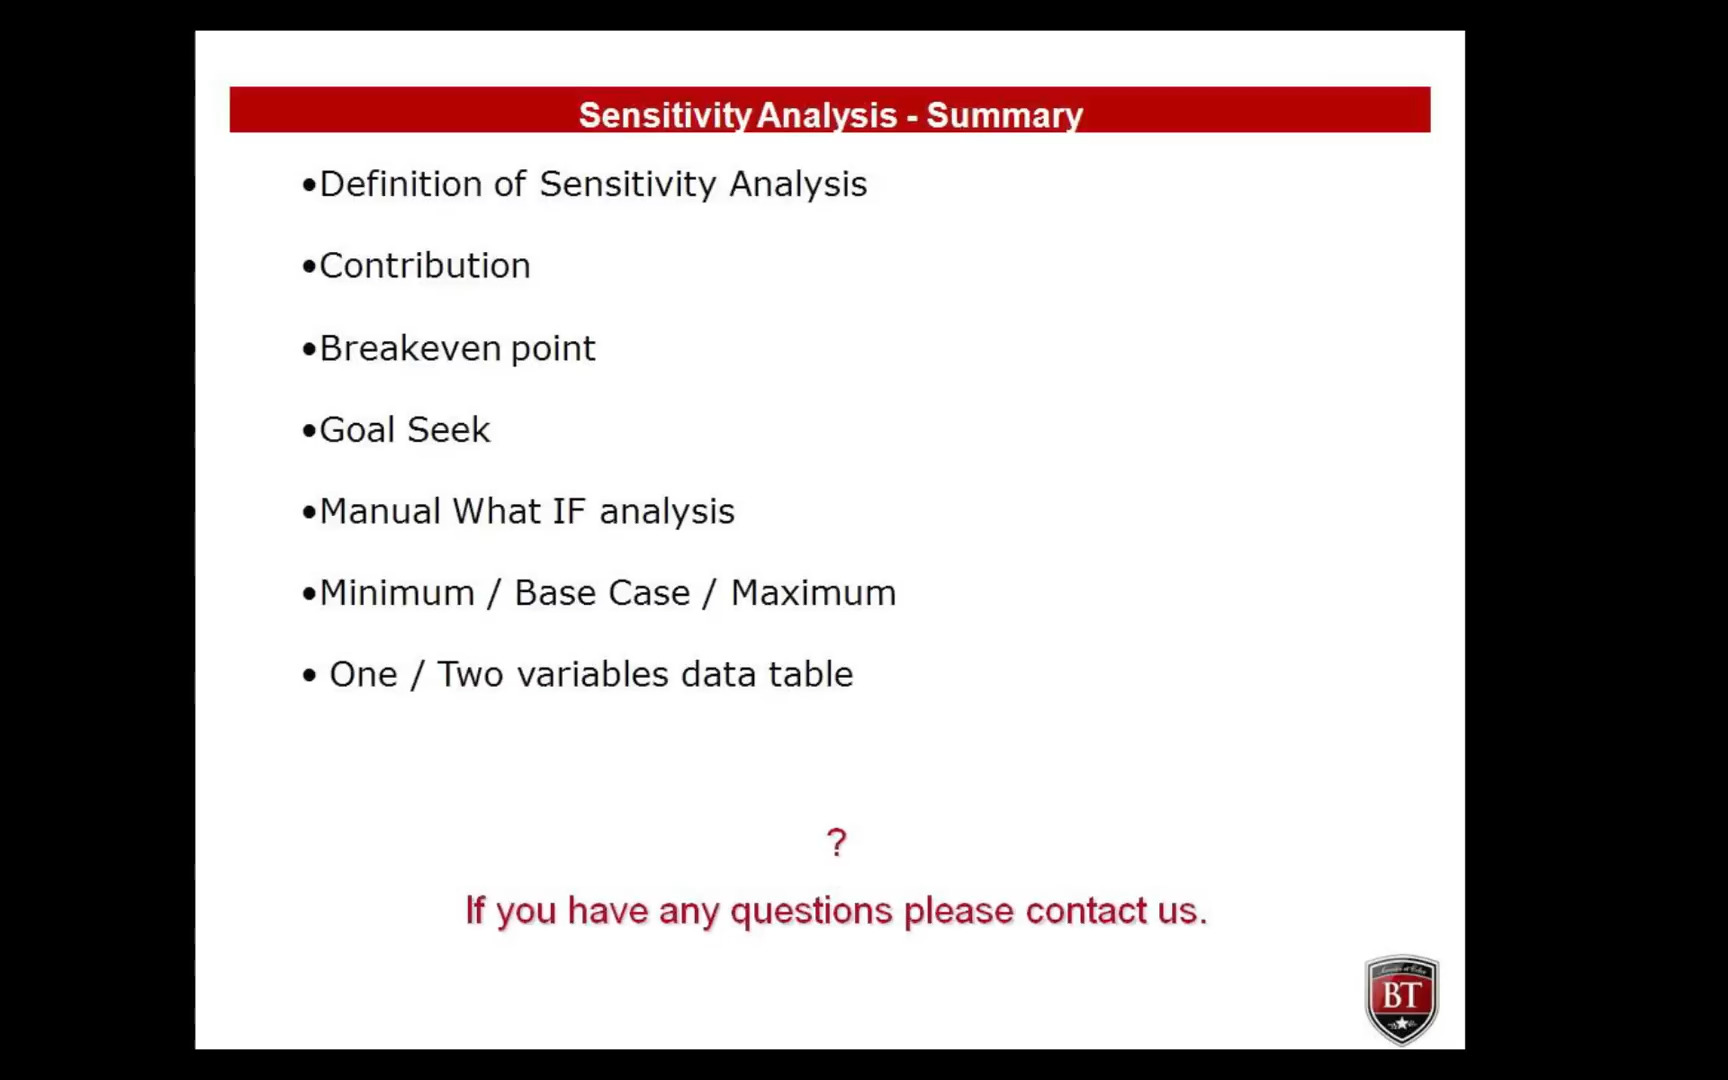 Sensitivity Analysis - Summary
•Definition of Sensitivity Analysis
•Contribution
•Breakeven point
•Goal Seek
•Manual What IF analysis
•Minimum / Base Case / Maximum
• One / Two variables data table
?
If you have any questions please contact us.
BT